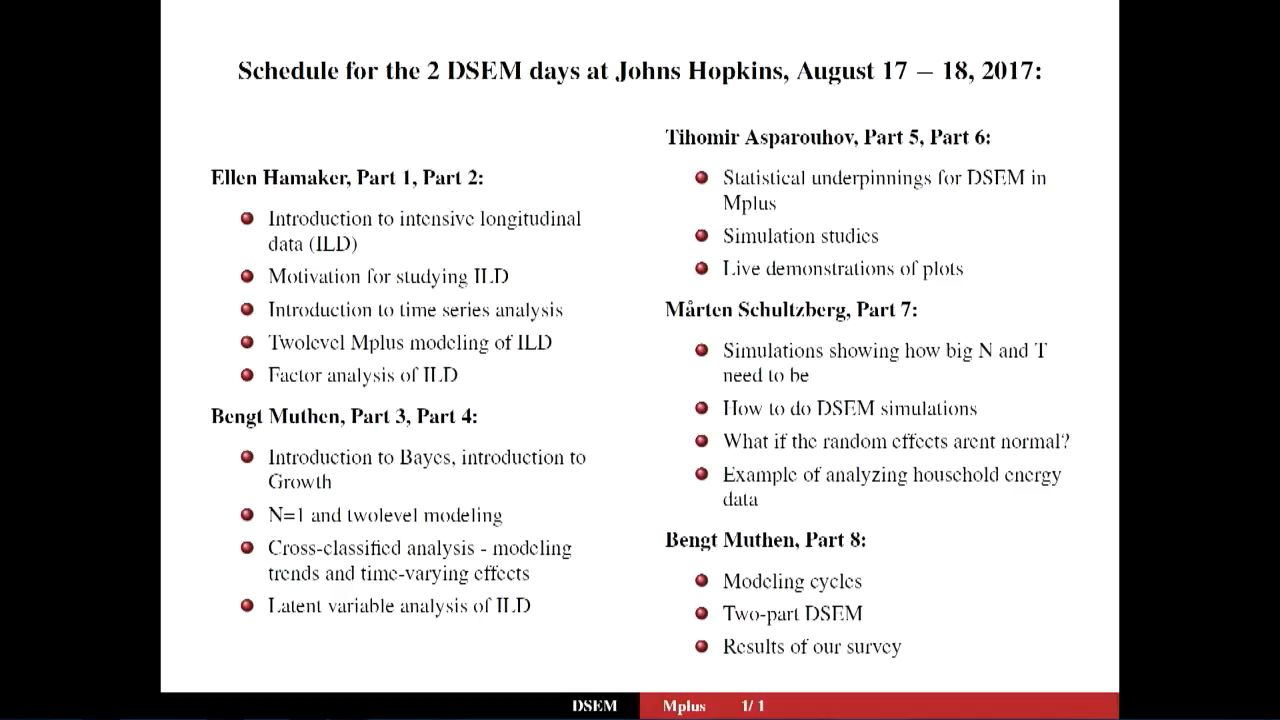 Schedule for the 2 DSEM days at Johns Hopkins, August 17 – 18, 2017:
Ellen Hamaker, Part 1, Part 2:
Introduction to intensive longitudinal
data (ILD)
Motivation for studying ILD
Introduction to time series analysis
Twolevel Mplus modeling of ILD
Factor analysis of ILD
Bengt Muthen, Part 3, Part 4:
Introduction to Bayes, introduction to
Growth
N=1 and twolevel modeling
Cross-classified analysis - modeling
trends and time-varying effects
Latent variable analysis of ILD
Tihomir Asparouhov, Part 5, Part 6:
Statistical underpinnings for DSEM in
Mplus
Simulation studies
Live demonstrations of plots
Mårten Schultzberg, Part 7:
Simulations showing how big N and T
need to be
How to do DSEM simulations
What if the random effects arent normal?
Example of analyzing household energy
data
Bengt Muthen, Part 8:
Modeling cycles
Two-part DSEM
Results of our survey
DSEM Mplus 1/ 1